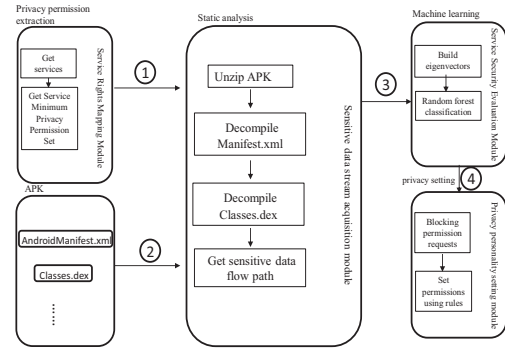 Privacy permission
extraction
Get
services
Get Service
Minimum
Privacy
Permission
Set
Service Rights Mapping Module
APK
AndroidManifest.xml
Classes.dex
......
1
2
Static analysis
Unzip APK
Decompile
Manifest.xml
Decompile
Classes.dex
Get sensitive data
flow path
Sensitive data stream acquisition module
3
Machine learning
Build
eigenvectors
Random forest
classification
Service Security Evaluation Module
4
privacy setting
Blocking
permission
requests
Set
permissions
using rules
Privacy personality setting module